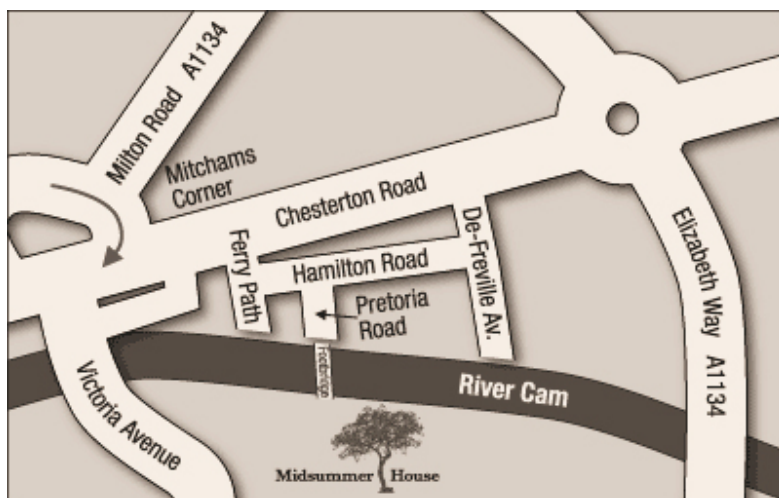 Milton Road A1134
Mitchams
Corner
Chesterton Road
Ferry Path
Hamilton Road
De-Freville Av.
Pretoria
Road
Elizabeth Way A1134
Footbridge
River Cam
Victoria Avenue
Midsummer House